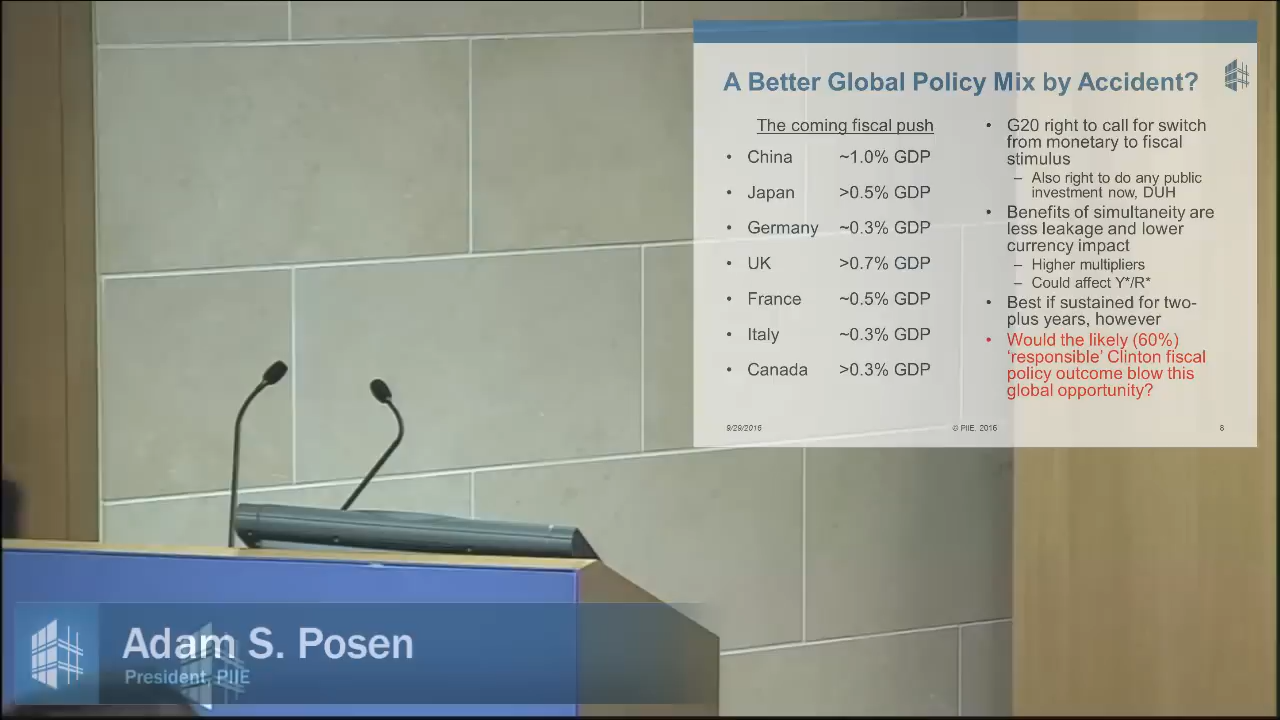 A Better Global Policy Mix by Accident?
The coming fiscal push
• China ~1.0% GDP
• Japan >0.5% GDP
• Germany ~0.3% GDP
• UK >0.7% GDP
• France ~0.5% GDP
• Italy ~0.3% GDP
• Canada >0.3% GDP
• G20 right to call for switch
from monetary to fiscal
stimulus
– Also right to do any public
investment now, DUH
• Benefits of simultaneity are
less leakage and lower
currency impact
– Higher multipliers
– Could affect Y*/R*
• Best if sustained for two-
plus years, however
• Would the likely (60%)
‘responsible’ Clinton fiscal
policy outcome blow this
global opportunity?
9/29/2016 © PIIE, 2016 8
Adam S. Posen
President, PIIE